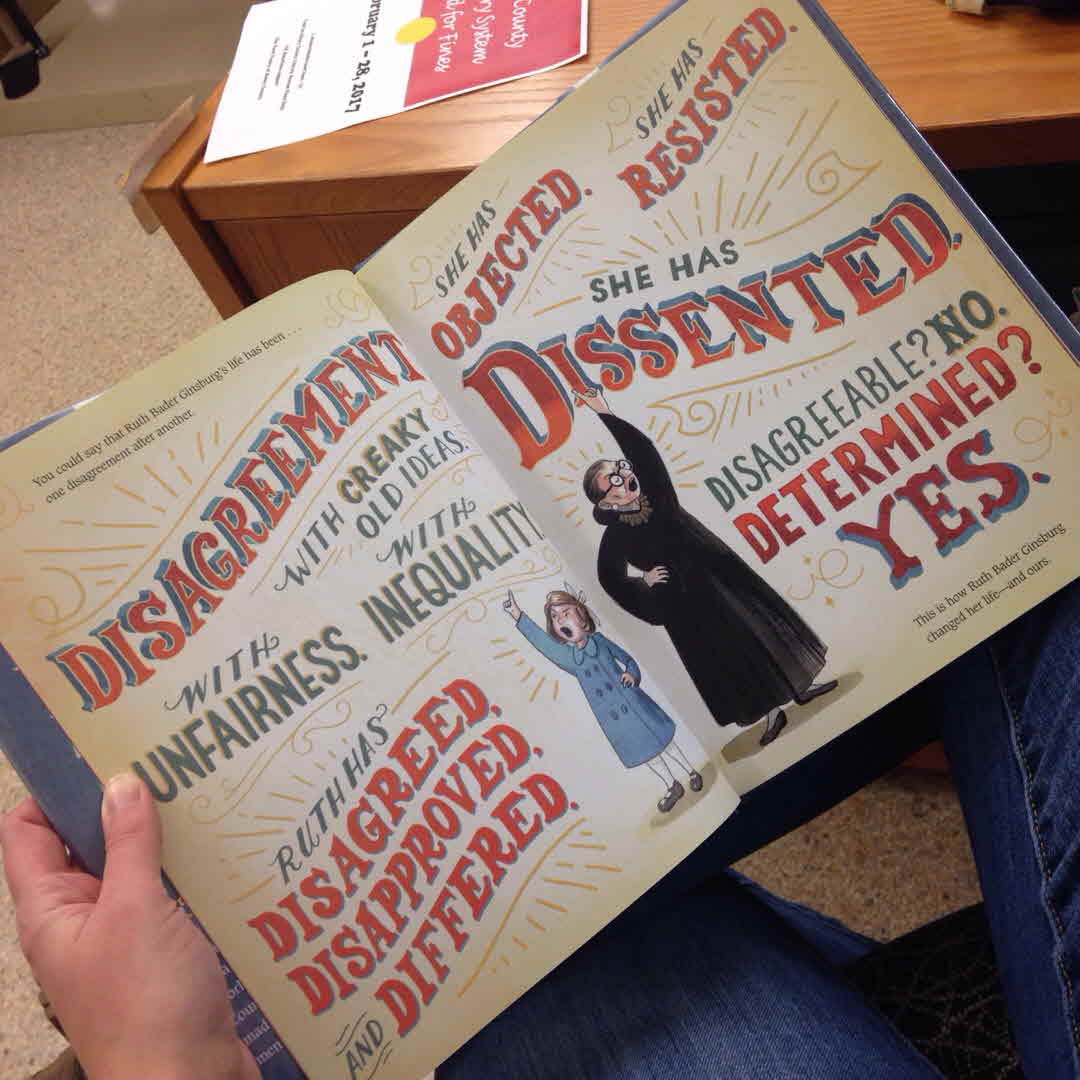 You could say that Ruth Bader Ginsburg's life has been . . .
one disagreement after another.
DISAGREEMENT
WITH CREAKY
OLD IDEAS.
WITH
UNFAIRNESS.
WITH
INEQUALITY
RUTH HAS
DISAGREED,
DISAPPROVED,
AND DIFFERED.
SHE HAS
OBJECTED.
SHE HAS
RESISTED.
SHE HAS
DISSENTED.
DISAGREEABLE? NO.
DETERMINED?
YES.
This is how Ruth Bader Ginsburg
changed her life—and ours.
County
System
for Fines
1 - 28, 2017